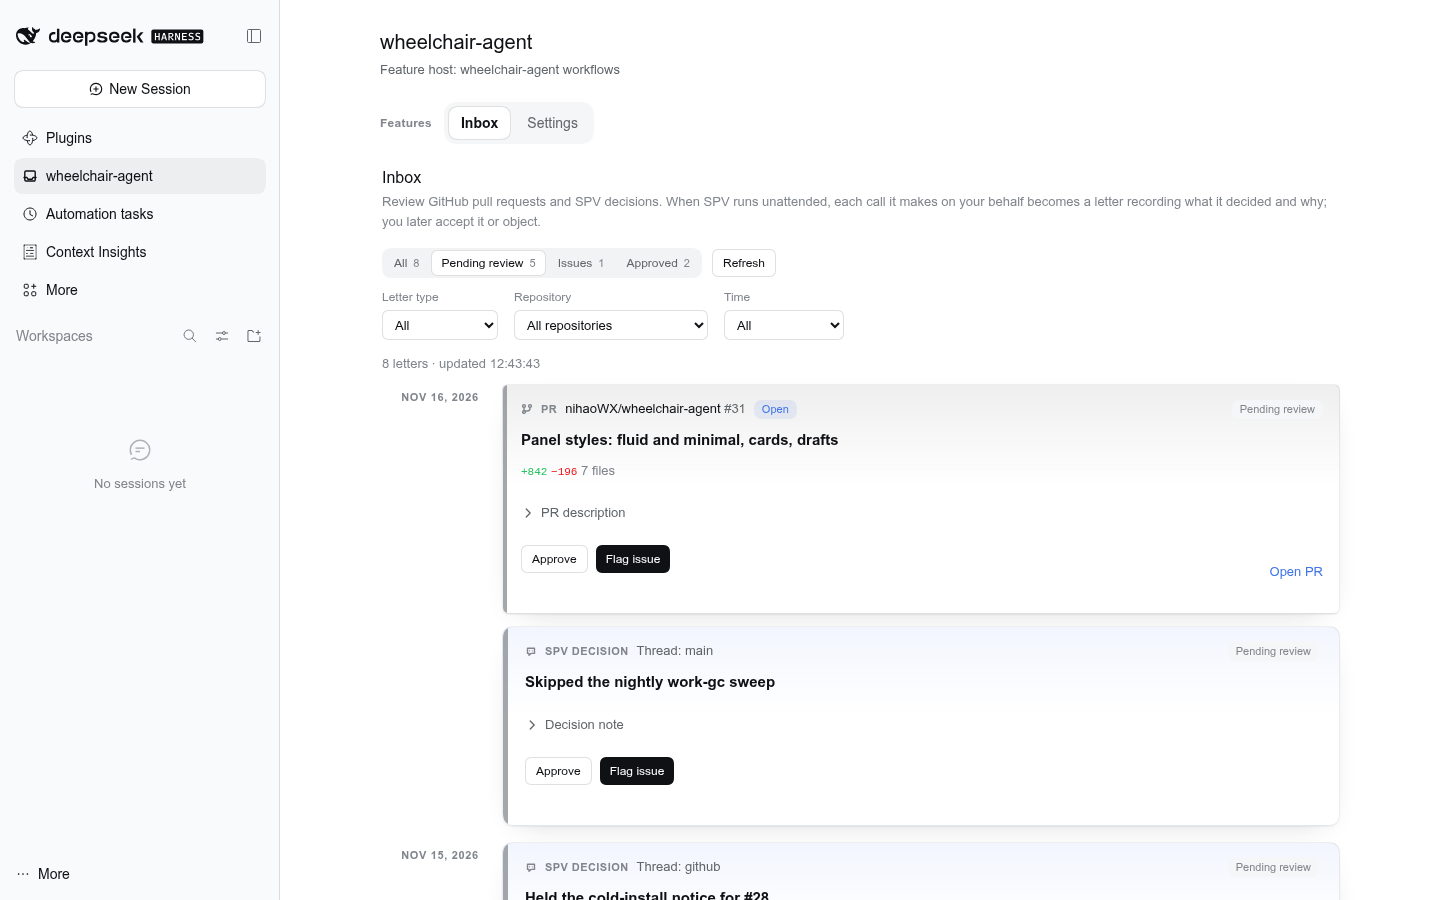 deepseek HARNESS
New Session
Plugins
wheelchair-agent
Automation tasks
Context Insights
More
Workspaces
No sessions yet
More
wheelchair-agent
Feature host: wheelchair-agent workflows
Features Inbox Settings
Inbox
Review GitHub pull requests and SPV decisions. When SPV runs unattended, each call it makes on your behalf becomes a letter recording what it decided and why;
you later accept it or object.
All 8 Pending review 5 Issues 1 Approved 2 Refresh
Letter type Repository Time
All All repositories All
8 letters · updated 12:43:43
NOV 16, 2026
PR nihaoWX/wheelchair-agent #31 Open Pending review
Panel styles: fluid and minimal, cards, drafts
+842 −196 7 files
PR description
Approve Flag issue
Open PR
SPV DECISION Thread: main Pending review
Skipped the nightly work-gc sweep
Decision note
Approve Flag issue
NOV 15, 2026
SPV DECISION Thread: github Pending review
Held the cold-install notice for #28